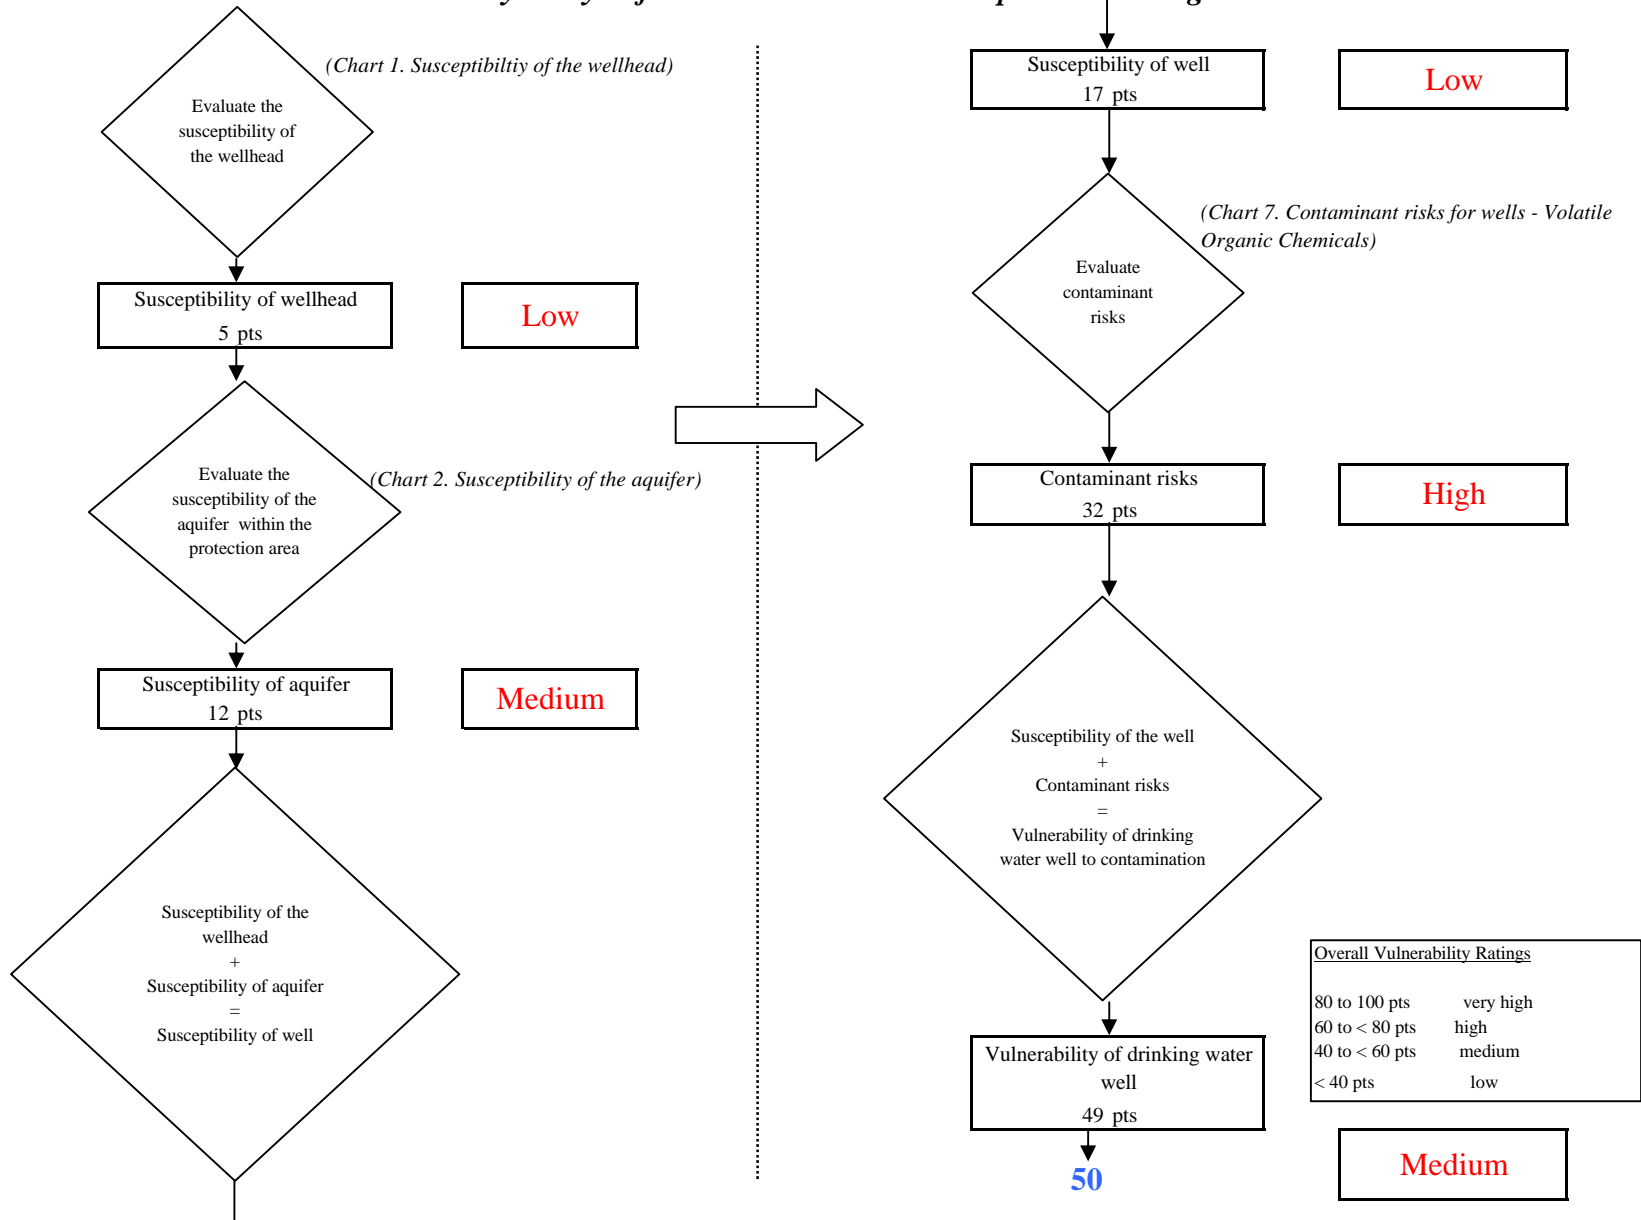 (Chart 1. Susceptibiltiy of the wellhead)
Evaluate the
susceptibility of
the wellhead
Susceptibility of wellhead
5 pts
Low
Evaluate the
susceptibility of the
aquifer within the
protection area
(Chart 2. Susceptibility of the aquifer)
Susceptibility of aquifer
12 pts
Medium
Susceptibility of the
wellhead
+
Susceptibility of aquifer
=
Susceptibility of well
Susceptibility of well
17 pts
Low
(Chart 7. Contaminant risks for wells - Volatile
Organic Chemicals)
Evaluate
contaminant
risks
Contaminant risks
32 pts
High
Susceptibility of the well
+
Contaminant risks
=
Vulnerability of drinking
water well to contamination
Overall Vulnerability Ratings
80 to 100 pts very high
60 to < 80 pts high
40 to < 60 pts medium
< 40 pts low
Vulnerability of drinking water
well
49 pts
50
Medium